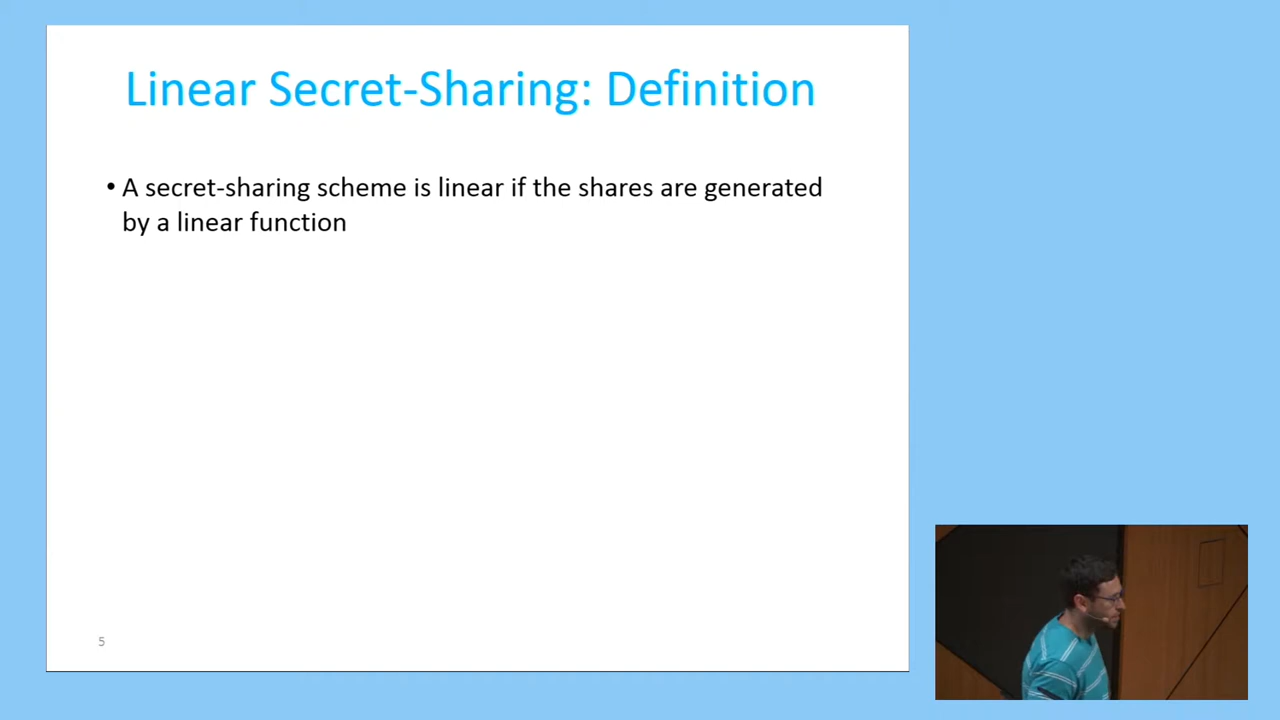 Linear Secret-Sharing: Definition
• A secret-sharing scheme is linear if the shares are generated
by a linear function
5